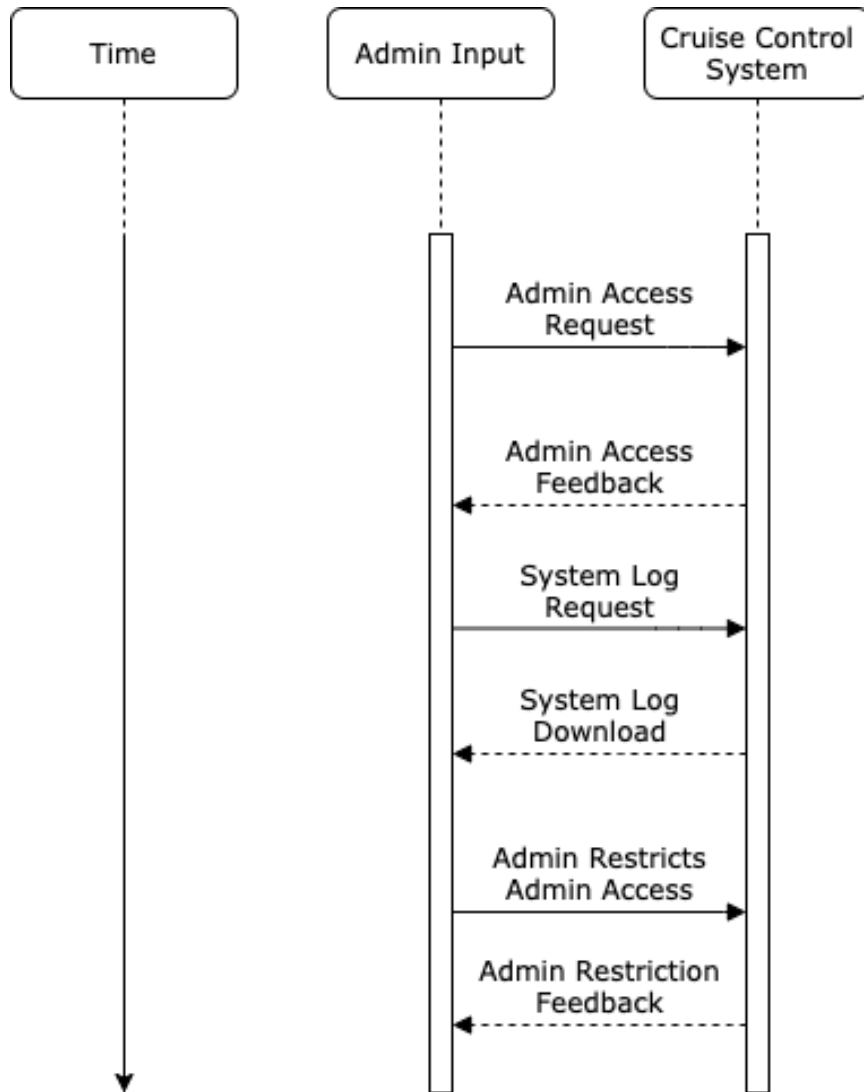 Time
Admin Input
Cruise Control
System
Admin Access
Request
Admin Access
Feedback
System Log
Request
System Log
Download
Admin Restricts
Admin Access
Admin Restriction
Feedback